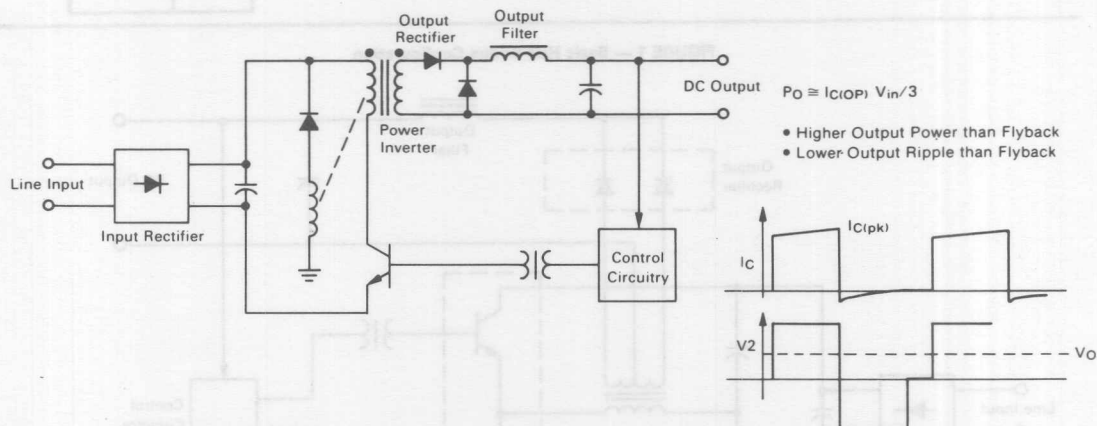 Output
Rectifier
Output
Filter
DC Output
Power
Inverter
Line Input
Input Rectifier
Control
Circuitry
PO ≅ IC(OP) Vin/3
• Higher Output Power than Flyback
• Lower Output Ripple than Flyback
IC(pk)
IC
V2
VO